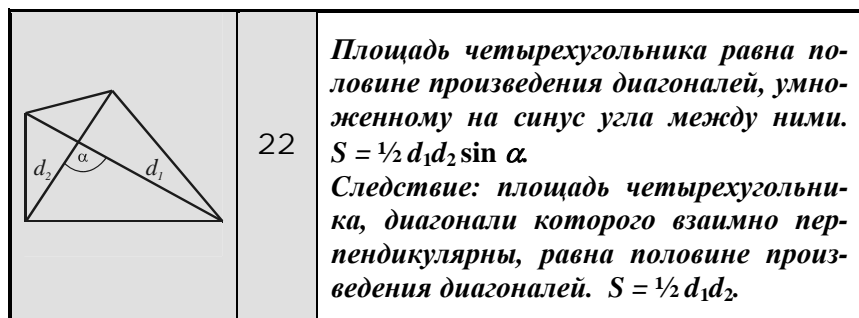 d₂
α
d₁
22
Площадь четырехугольника равна по-
ловине произведения диагоналей, умно-
женному на синус угла между ними.
S = ½ d₁d₂ sin α.
Следствие: площадь четырехугольни-
ка, диагонали которого взаимно пер-
пендикулярны, равна половине произ-
ведения диагоналей. S = ½ d₁d₂.